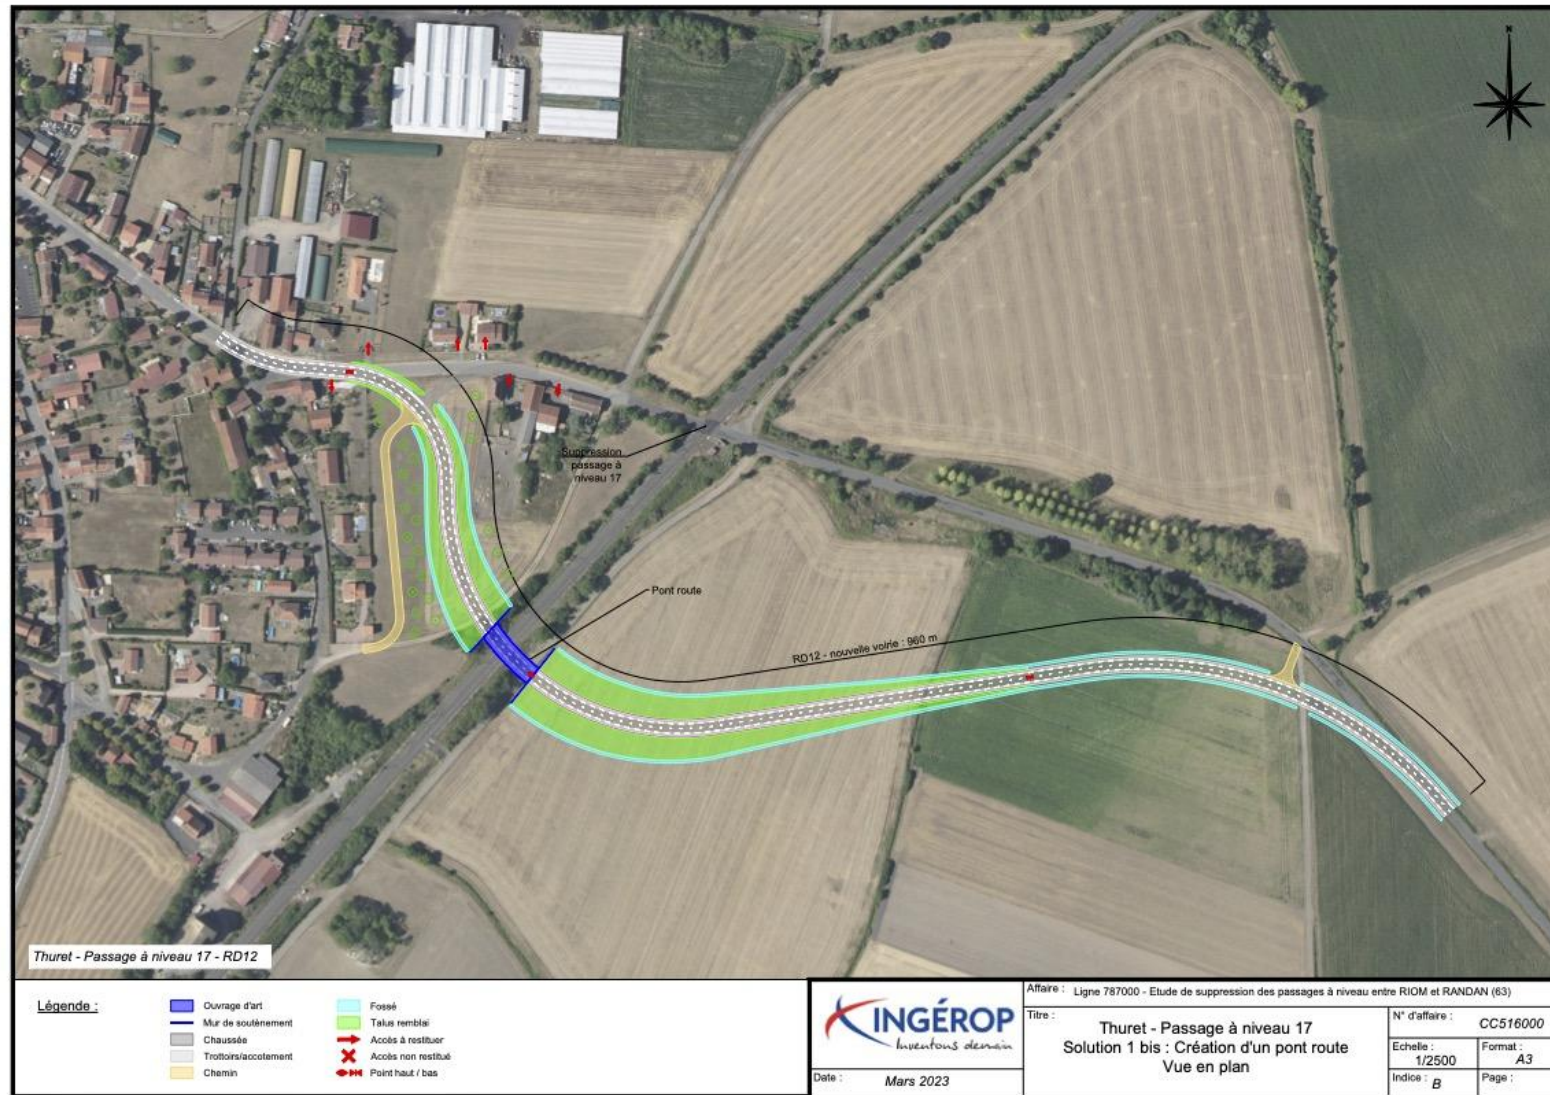 N
Suppression
passage à
niveau 17
Pont route
RD12 - nouvelle voirie : 960 m
Thuret - Passage à niveau 17 - RD12
Légende :
Ouvrage d'art
Mur de soutènement
Chaussée
Trottoirs/accotement
Chemin
Fossé
Talus remblai
Accès à restituer
Accès non restitué
Point haut / bas
INGÉROP
Inventons demain
Date : Mars 2023
Affaire : Ligne 787000 - Etude de suppression des passages à niveau entre RIOM et RANDAN (63)
Titre :
Thuret - Passage à niveau 17
Solution 1 bis : Création d'un pont route
Vue en plan
N° d'affaire :
CC516000
Echelle :
1/2500
Format :
A3
Indice : B
Page :